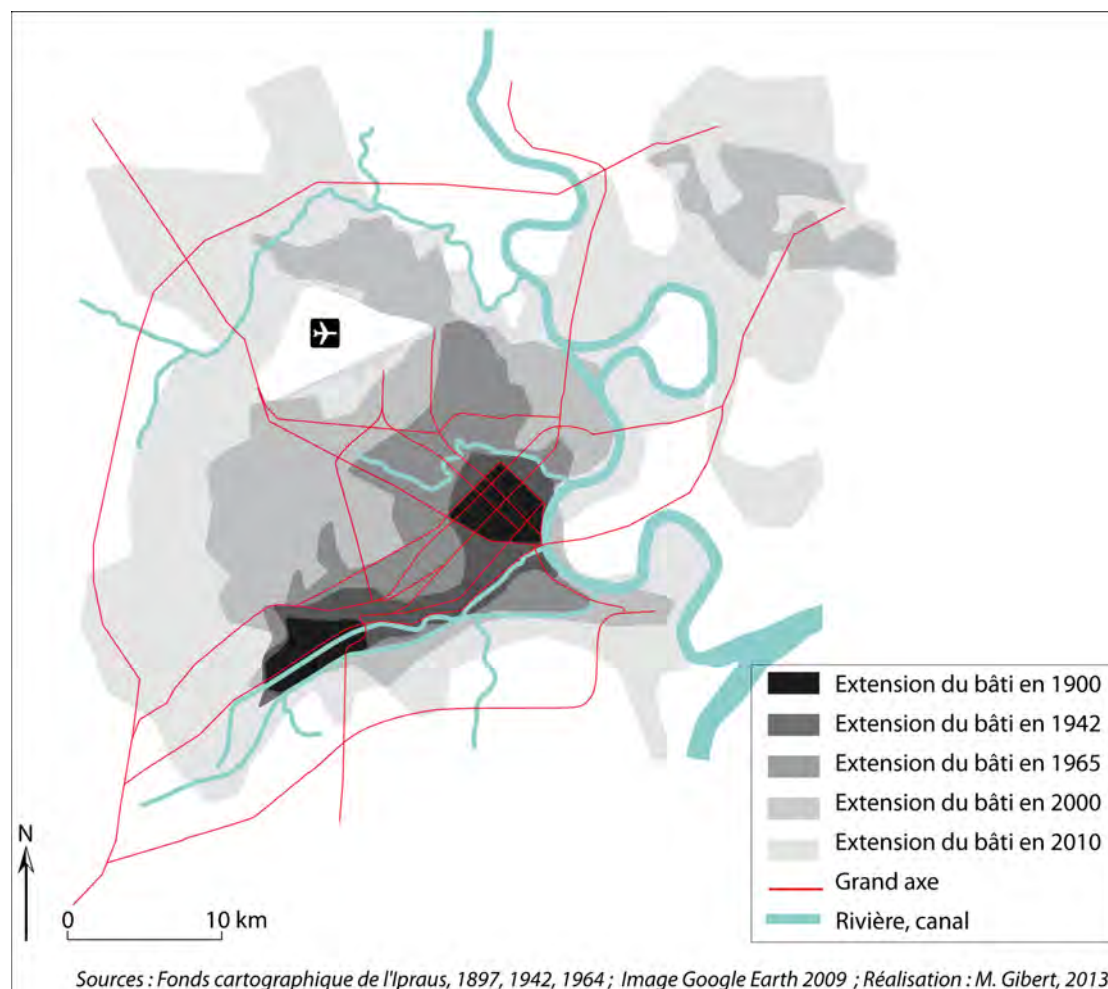 Extension du bâti en 1900
Extension du bâti en 1942
Extension du bâti en 1965
Extension du bâti en 2000
Extension du bâti en 2010
Grand axe
Rivière, canal
N
0 10 km
Sources : Fonds cartographique de l'Ipraus, 1897, 1942, 1964 ; Image Google Earth 2009 ; Réalisation : M. Gibert, 2013